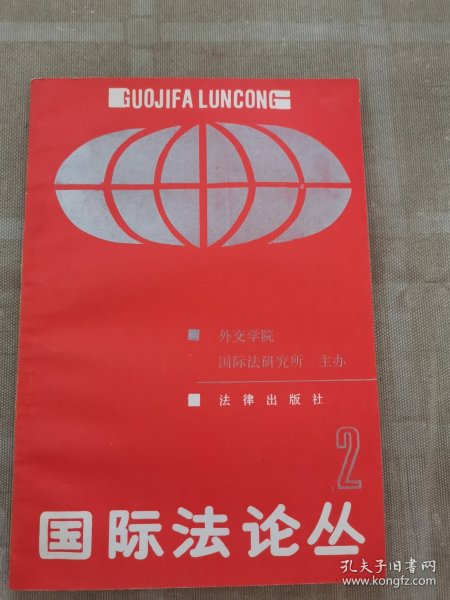 GUOJIFA LUNCONG
外交学院
国际法研究所 主办
法律出版社
2
国际法论丛
孔夫子旧书网
www.kongfz.com